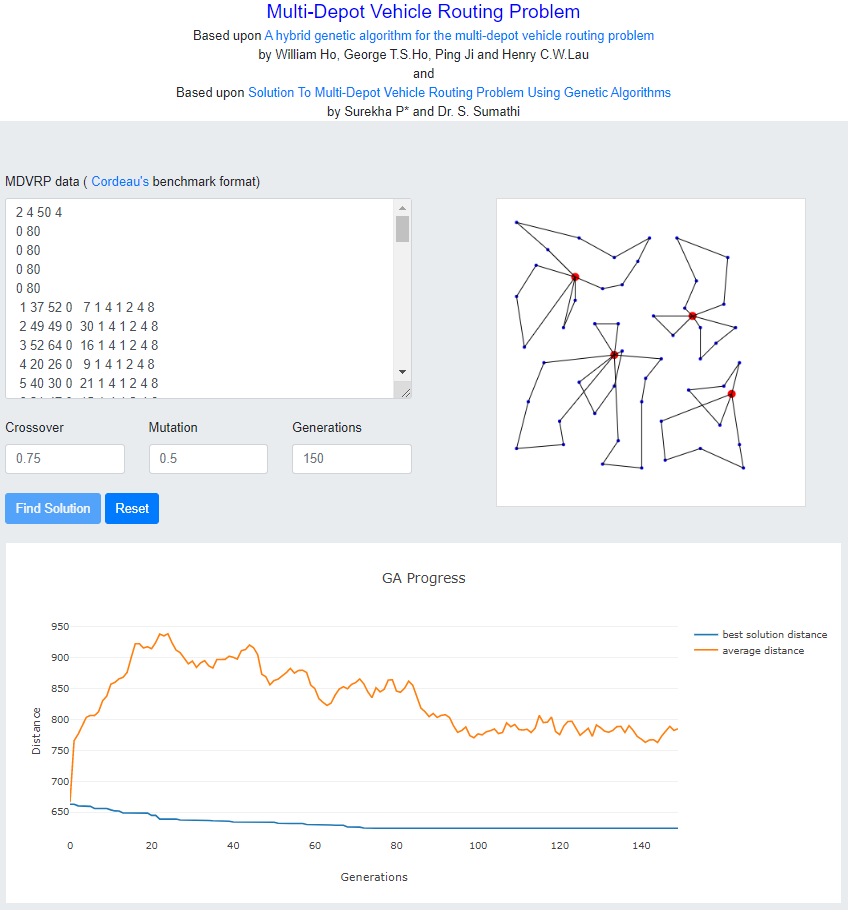 Multi-Depot Vehicle Routing Problem
Based upon A hybrid genetic algorithm for the multi-depot vehicle routing problem
by William Ho, George T.S.Ho, Ping Ji and Henry C.W.Lau
and
Based upon Solution To Multi-Depot Vehicle Routing Problem Using Genetic Algorithms
by Surekha P* and Dr. S. Sumathi
MDVRP data ( Cordeau's benchmark format)
2 4 50 4
0 80
0 80
0 80
0 80
1 37 52 0 7 1 4 1 2 4 8
2 49 49 0 30 1 4 1 2 4 8
3 52 64 0 16 1 4 1 2 4 8
4 20 26 0 9 1 4 1 2 4 8
5 40 30 0 21 1 4 1 2 4 8
Crossover Mutation Generations
0.75 0.5 150
Find Solution Reset
GA Progress
950
900
850
800
750
700
650
Distance
0 20 40 60 80 100 120 140
Generations
best solution distance
average distance